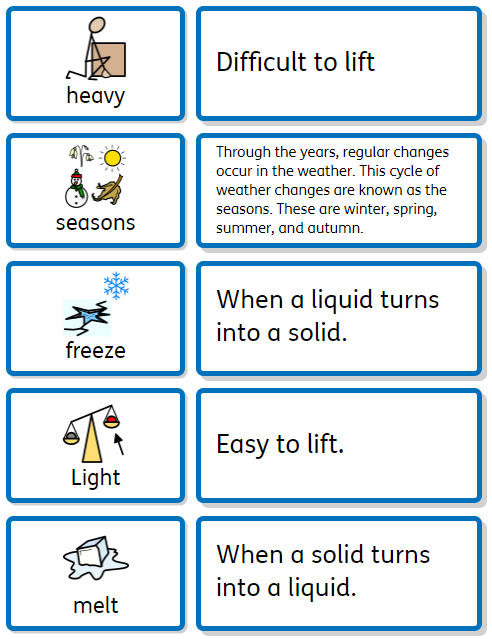 heavy
Difficult to lift
seasons
Through the years, regular changes
occur in the weather. This cycle of
weather changes are known as the
seasons. These are winter, spring,
summer, and autumn.
freeze
When a liquid turns
into a solid.
Light
Easy to lift.
melt
When a solid turns
into a liquid.